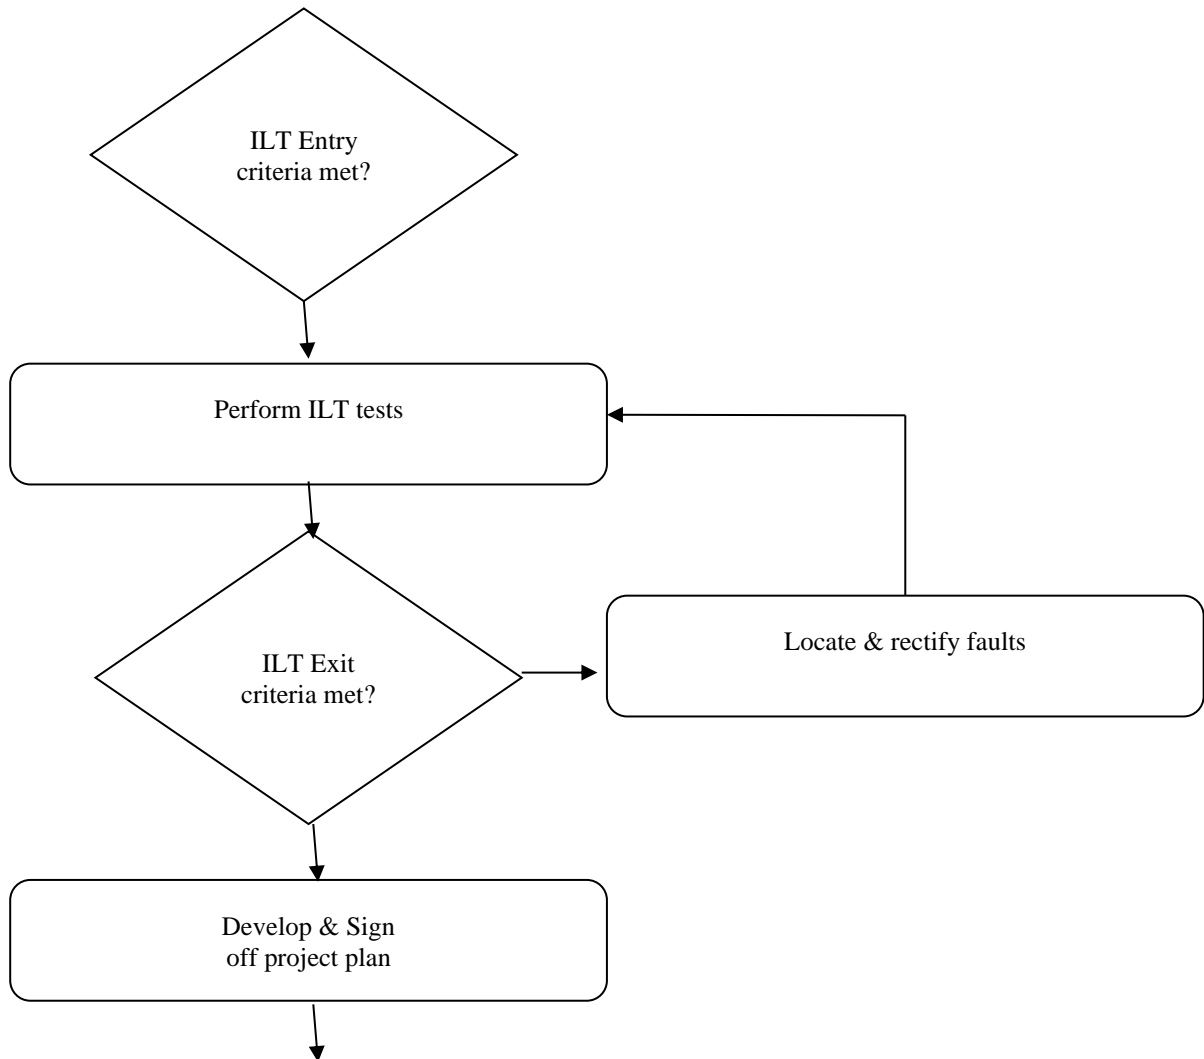 ILT Entry
criteria met?
Perform ILT tests
ILT Exit
criteria met?
Locate & rectify faults
Develop & Sign
off project plan